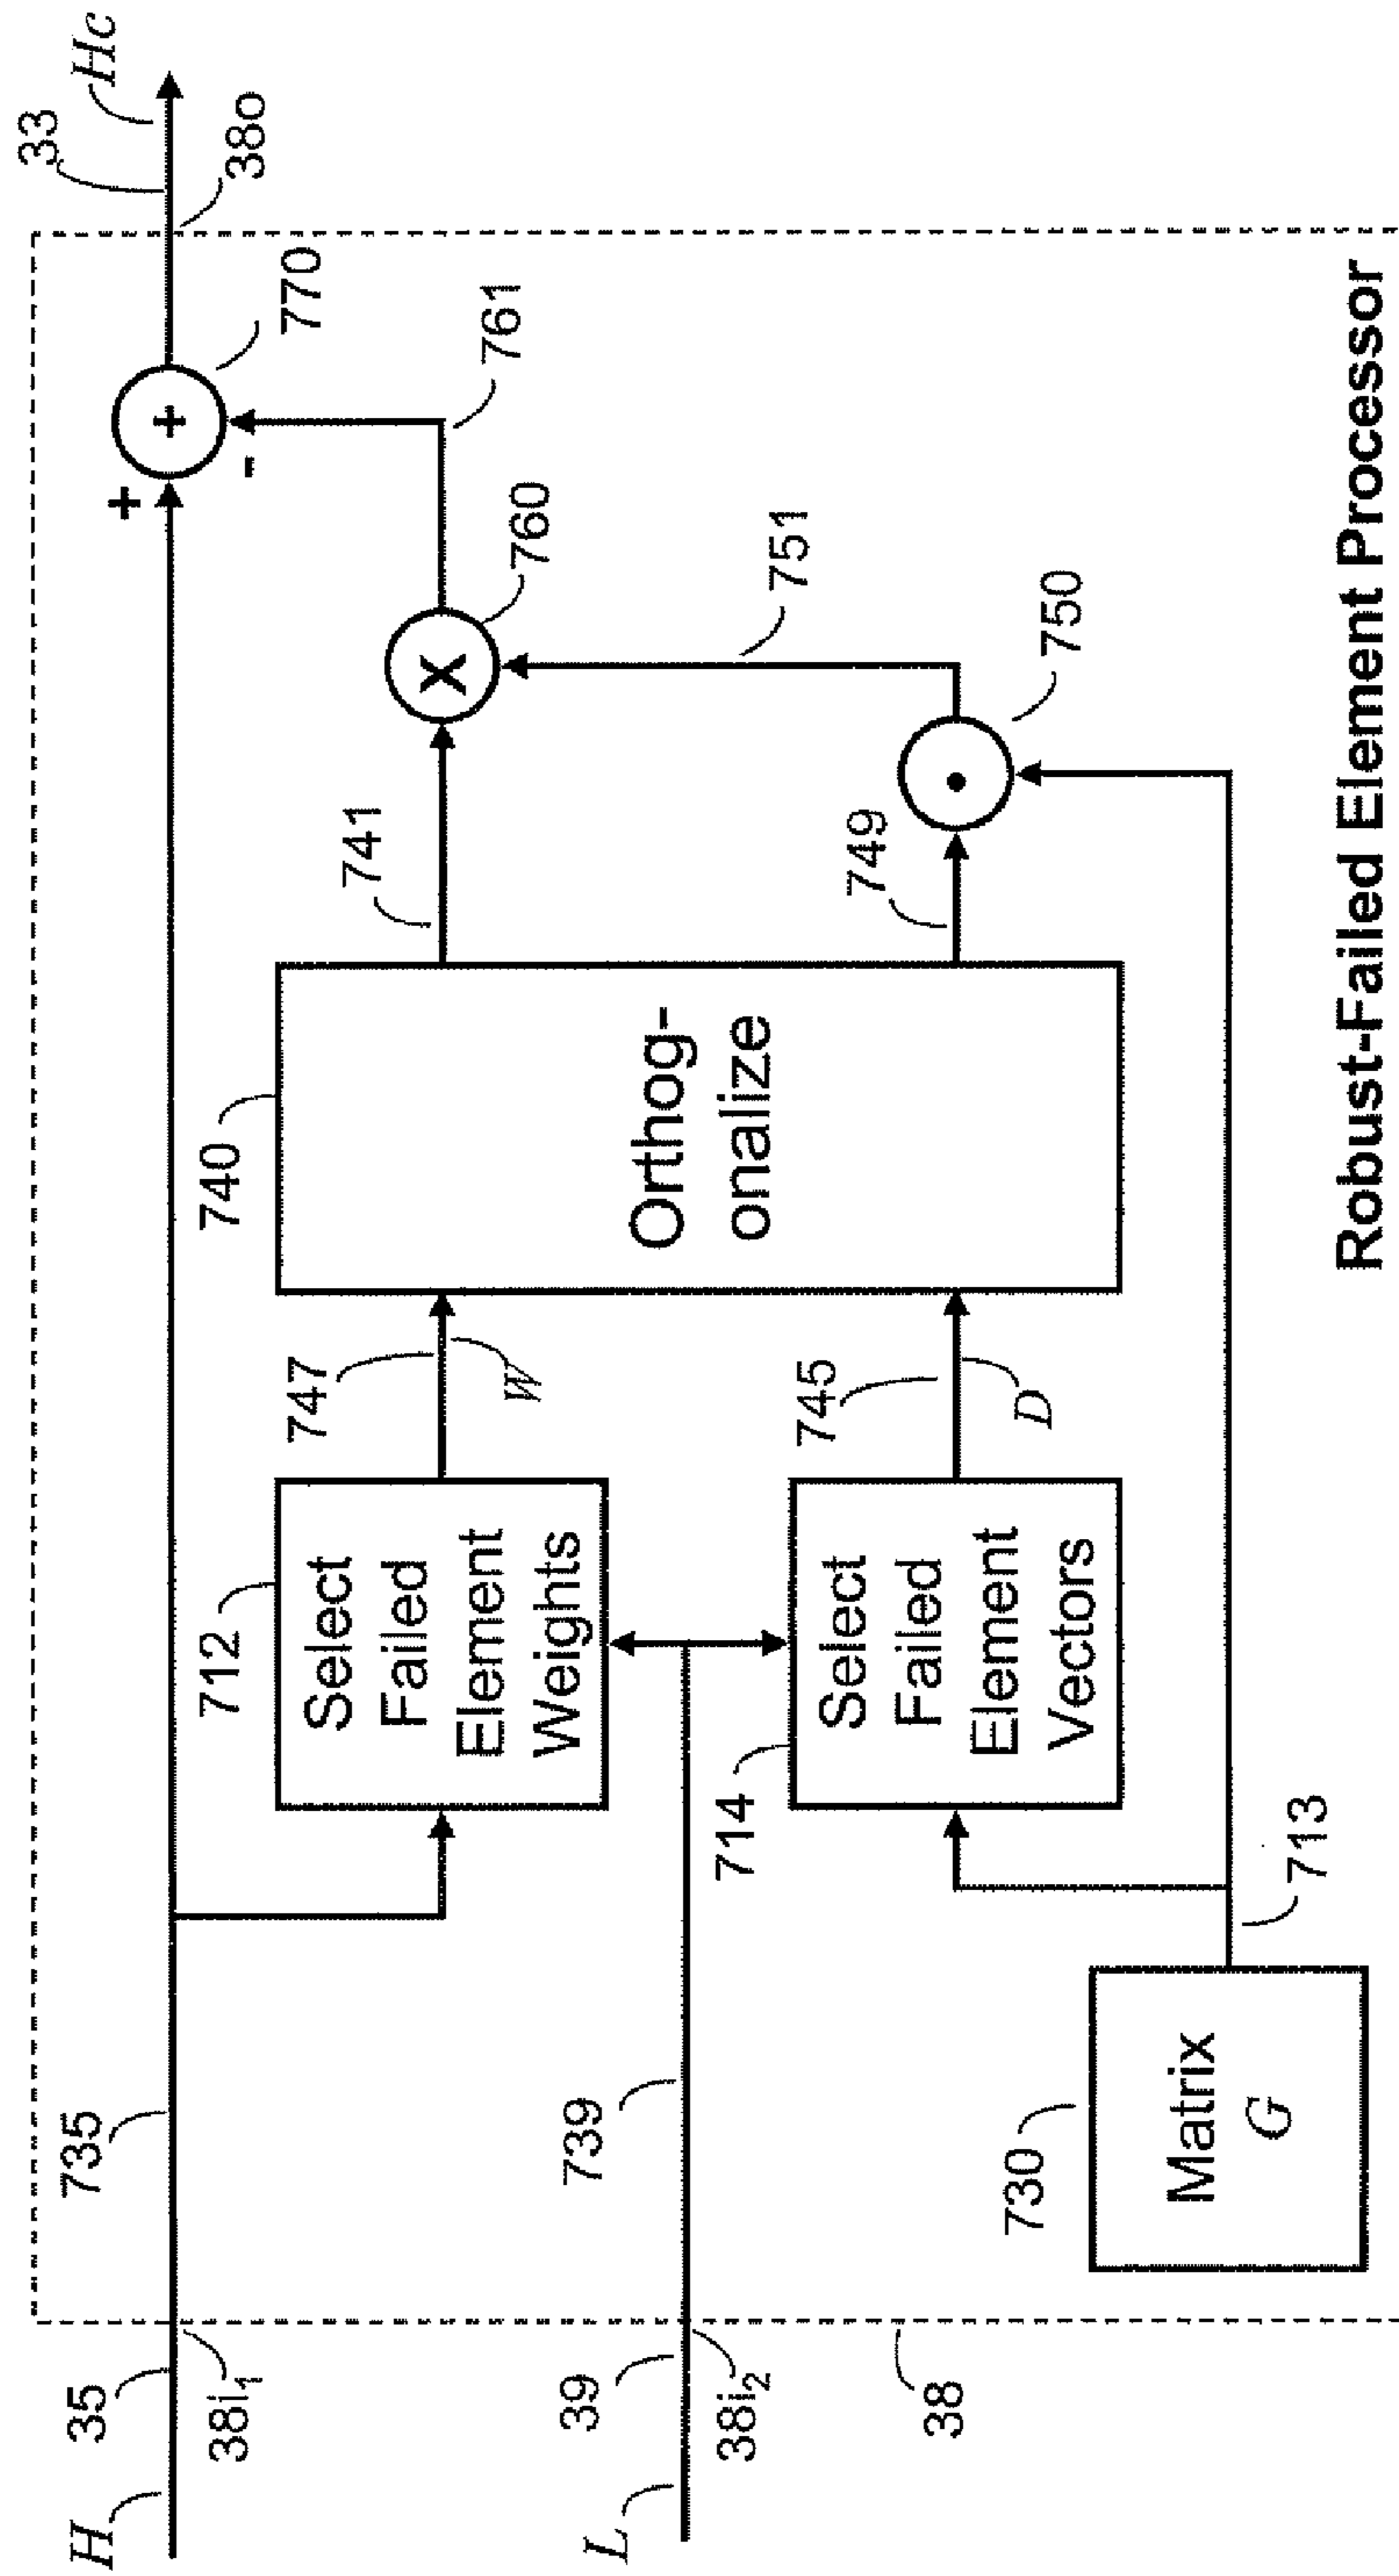 H
35
38i1
735
33
Hc
38o
+
+
-
770
761
712
Select
Failed
Element
Weights
747
W
740
Orthog-
onalize
741
X
760
751
L
39
38i2
739
714
Select
Failed
Element
Vectors
745
D
749
750
730
Matrix
G
713
38
Robust-Failed Element Processor